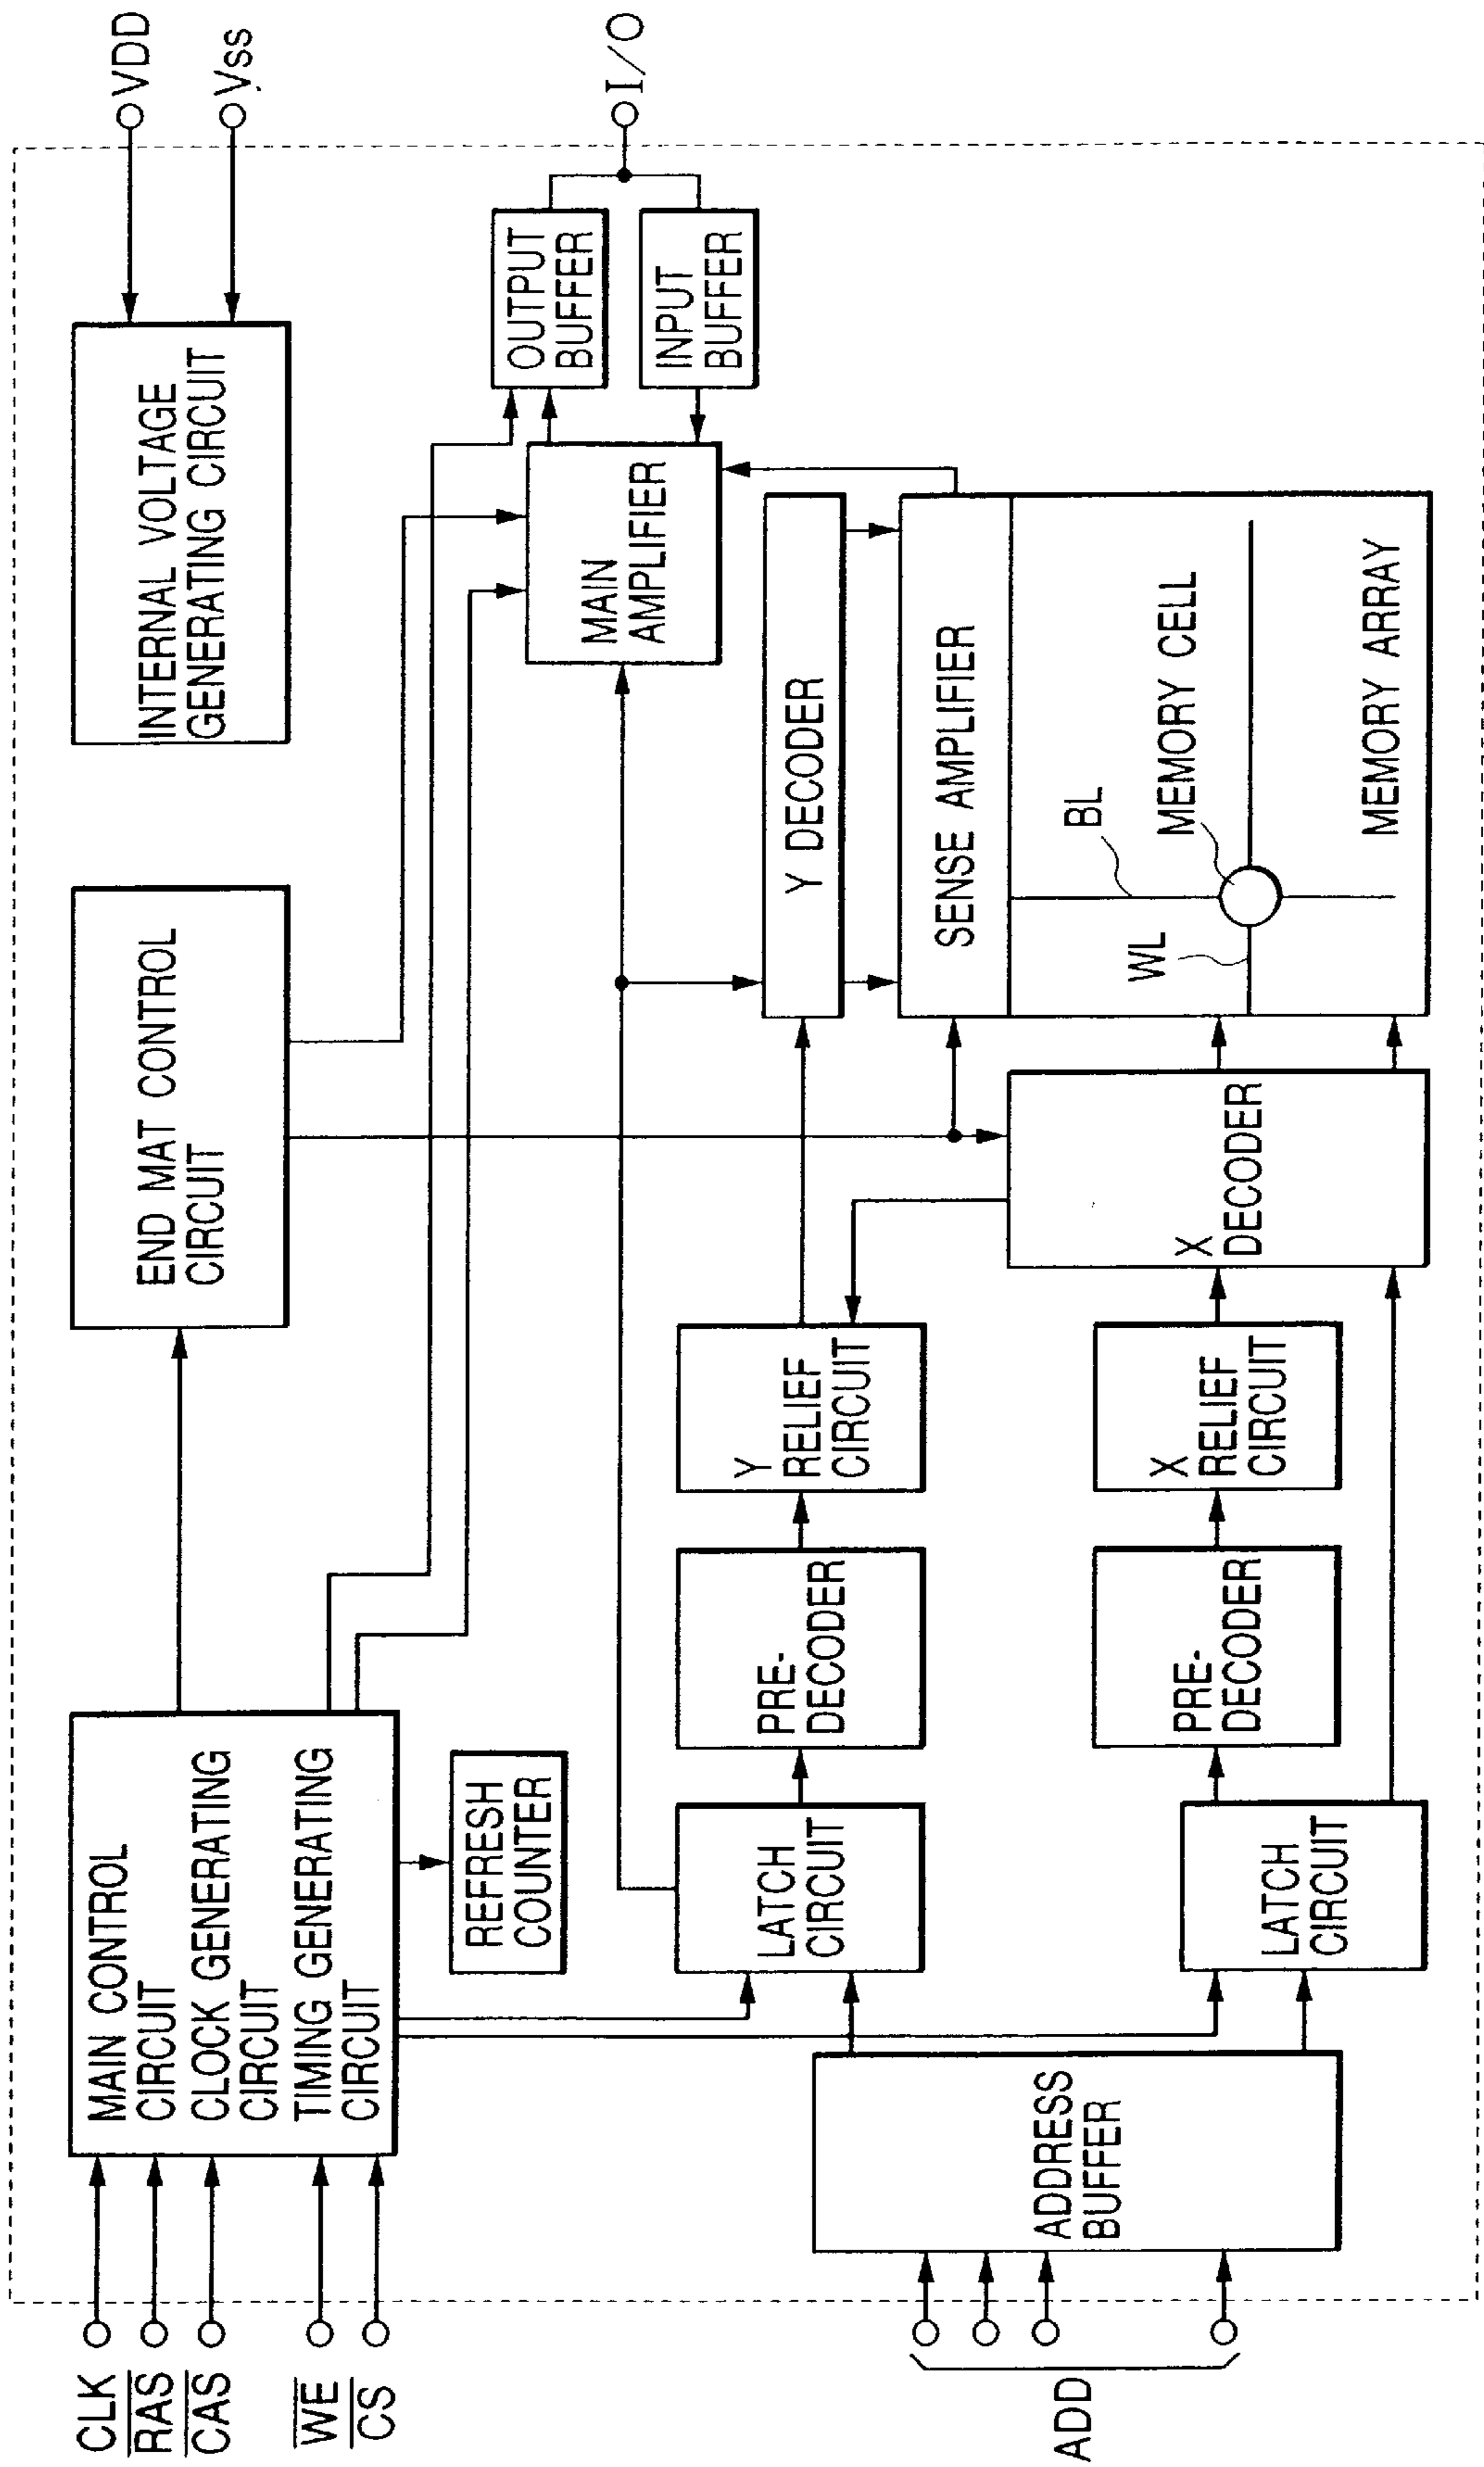 CLK
RAS
CAS
WE
CS
MAIN CONTROL
CIRCUIT
CLOCK GENERATING
CIRCUIT
TIMING GENERATING
CIRCUIT
END MAT CONTROL
CIRCUIT
INTERNAL VOLTAGE
GENERATING CIRCUIT
VDD
Vss
REFRESH
COUNTER
MAIN
AMPLIFIER
OUTPUT
BUFFER
INPUT
BUFFER
I/O
LATCH
CIRCUIT
PRE-
DECODER
Y
RELIEF
CIRCUIT
Y DECODER
SENSE AMPLIFIER
ADD
ADDRESS
BUFFER
LATCH
CIRCUIT
PRE-
DECODER
X
RELIEF
CIRCUIT
X
DECODER
WL
BL
MEMORY CELL
MEMORY ARRAY